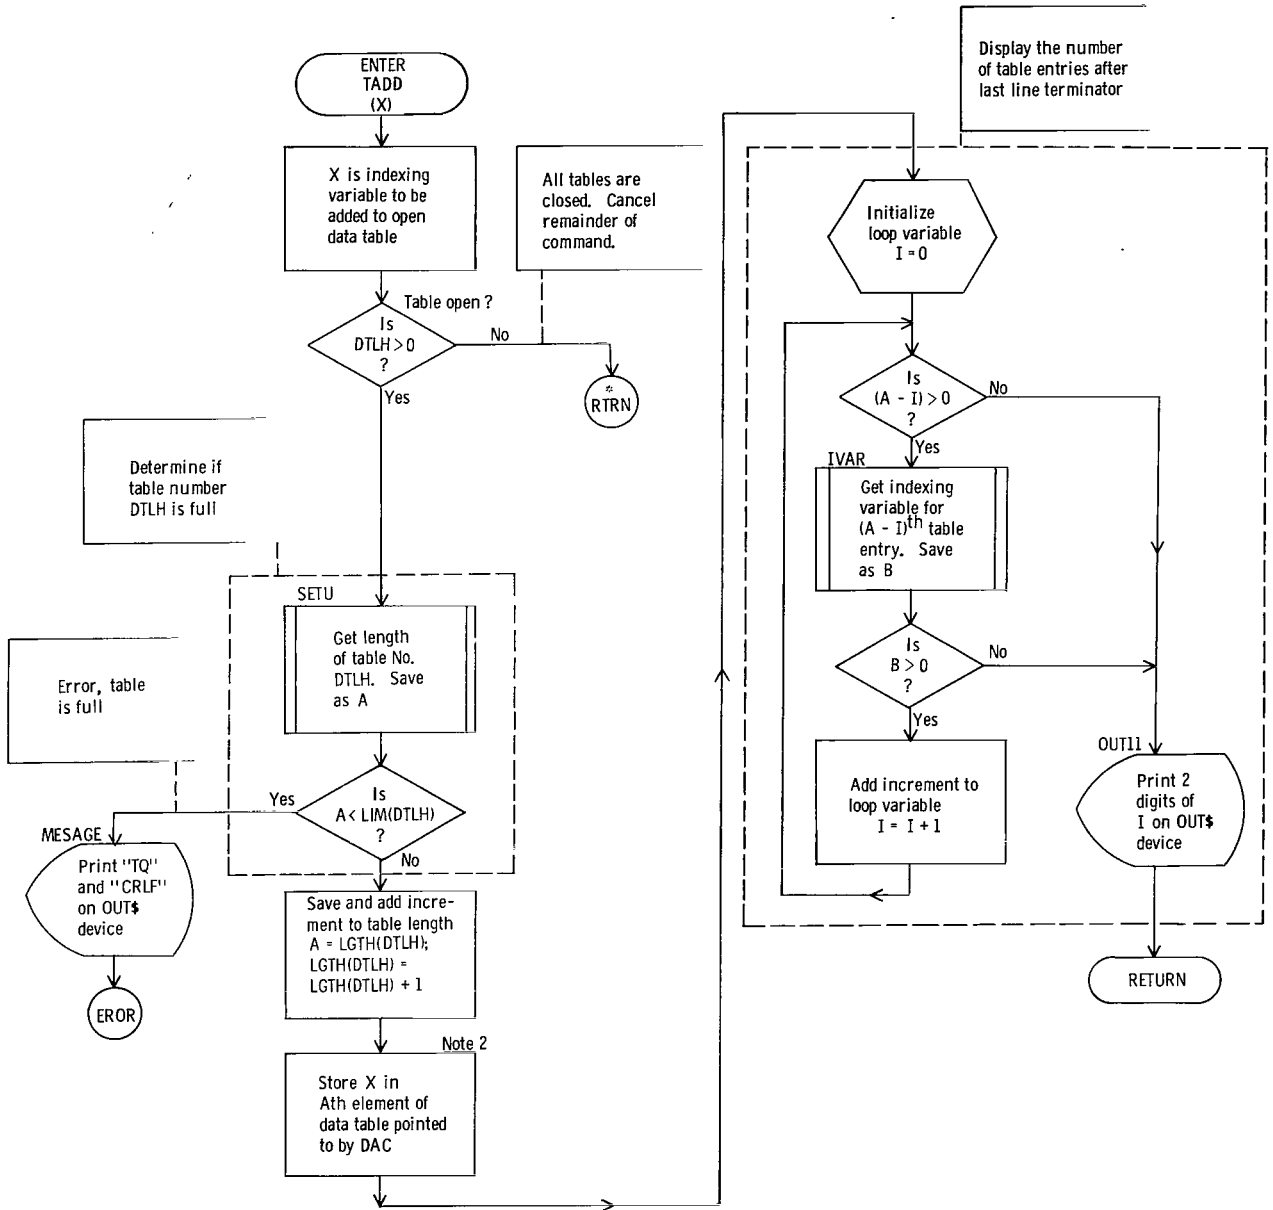 ENTER
TADD
(X)
X is indexing
variable to be
added to open
data table
All tables are
closed. Cancel
remainder of
command.
Table open ?
Is
DTLH > 0
?
No
Yes
*
RTRN
Determine if
table number
DTLH is full
SETU
Get length
of table No.
DTLH. Save
as A
Error, table
is full
Is
A < LIM(DTLH)
?
Yes
No
MESAGE
Print "TQ"
and "CRLF"
on OUT$
device
EROR
Save and add incre-
ment to table length
A = LGTH(DTLH);
LGTH(DTLH) =
LGTH(DTLH) + 1
Note 2
Store X in
Ath element of
data table pointed
to by DAC
Display the number
of table entries after
last line terminator
Initialize
loop variable
I = 0
Is
(A - I) > 0
?
No
Yes
IVAR
Get indexing
variable for
(A - I)th table
entry. Save
as B
Is
B > 0
?
No
Yes
Add increment to
loop variable
I = I + 1
OUT11
Print 2
digits of
I on OUT$
device
RETURN